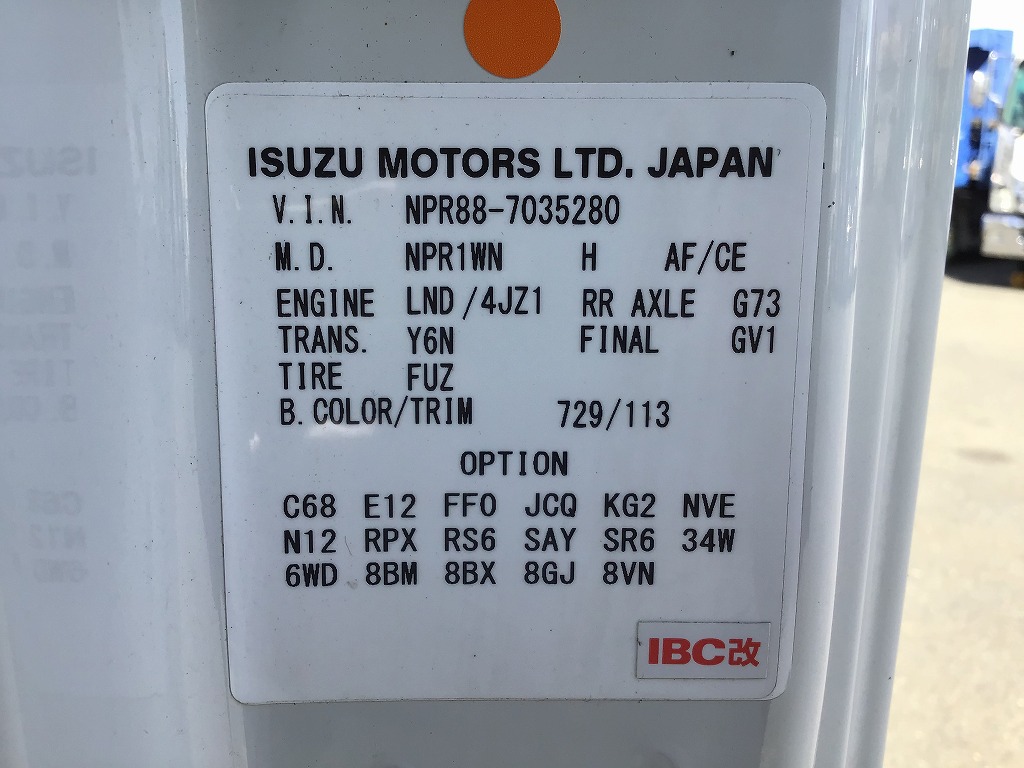 ISUZU MOTORS LTD. JAPAN
V.I.N. NPR88-7035280
M.D. NPR1WN H AF/CE
ENGINE LND/4JZ1 RR AXLE G73
TRANS. Y6N FINAL GV1
TIRE FUZ
B.COLOR/TRIM 729/113
OPTION
C68 E12 FF0 JCQ KG2 NVE
N12 RPX RS6 SAY SR6 34W
6WD 8BM 8BX 8GJ 8VN
IBC改